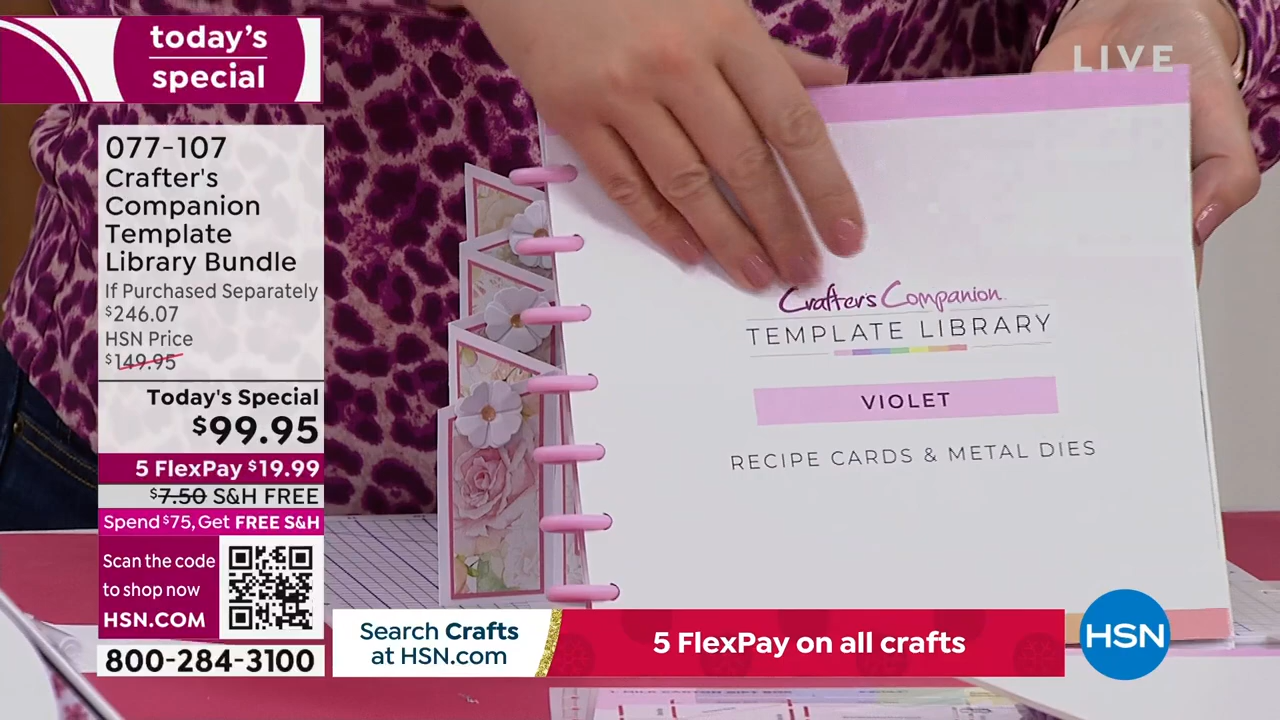 today's
special
LIVE
077-107
Crafter's
Companion
Template
Library Bundle
If Purchased Separately
$246.07
HSN Price
$149.95
Today's Special
$99.95
5 FlexPay $19.99
$7.50 S&H FREE
Spend $75, Get FREE S&H
Scan the code
to shop now
HSN.COM
800-284-3100
Crafter's Companion
TEMPLATE LIBRARY
VIOLET
RECIPE CARDS & METAL DIES
Search Crafts
at HSN.com
5 FlexPay on all crafts
HSN